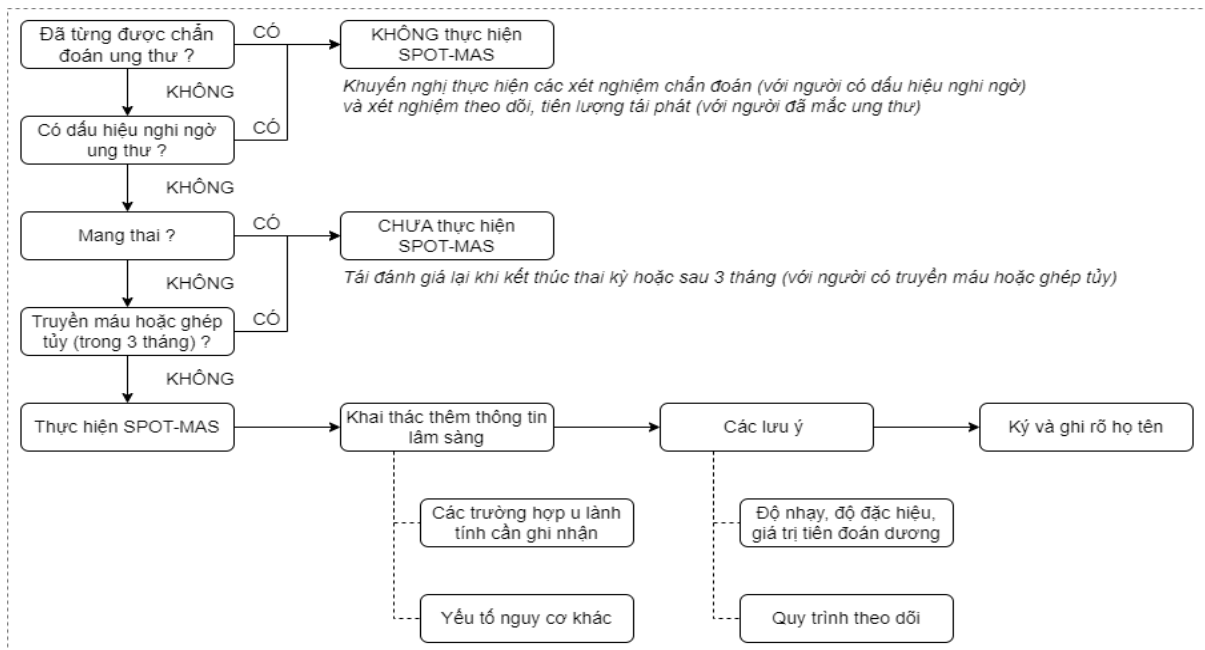 Đã từng được chẩn
đoán ung thư ?
CÓ
KHÔNG thực hiện
SPOT-MAS
Khuyến nghị thực hiện các xét nghiệm chẩn đoán (với người có dấu hiệu nghi ngờ)
và xét nghiệm theo dõi, tiên lượng tái phát (với người đã mắc ung thư)
KHÔNG
Có dấu hiệu nghi ngờ
ung thư ?
CÓ
KHÔNG
Mang thai ?
CÓ
CHƯA thực hiện
SPOT-MAS
Tái đánh giá lại khi kết thúc thai kỳ hoặc sau 3 tháng (với người có truyền máu hoặc ghép tủy)
KHÔNG
Truyền máu hoặc ghép
tủy (trong 3 tháng) ?
CÓ
KHÔNG
Thực hiện SPOT-MAS
Khai thác thêm thông tin
lâm sàng
Các lưu ý
Ký và ghi rõ họ tên
Các trường hợp u lành
tính cần ghi nhận
Độ nhạy, độ đặc hiệu,
giá trị tiên đoán dương
Yếu tố nguy cơ khác
Quy trình theo dõi